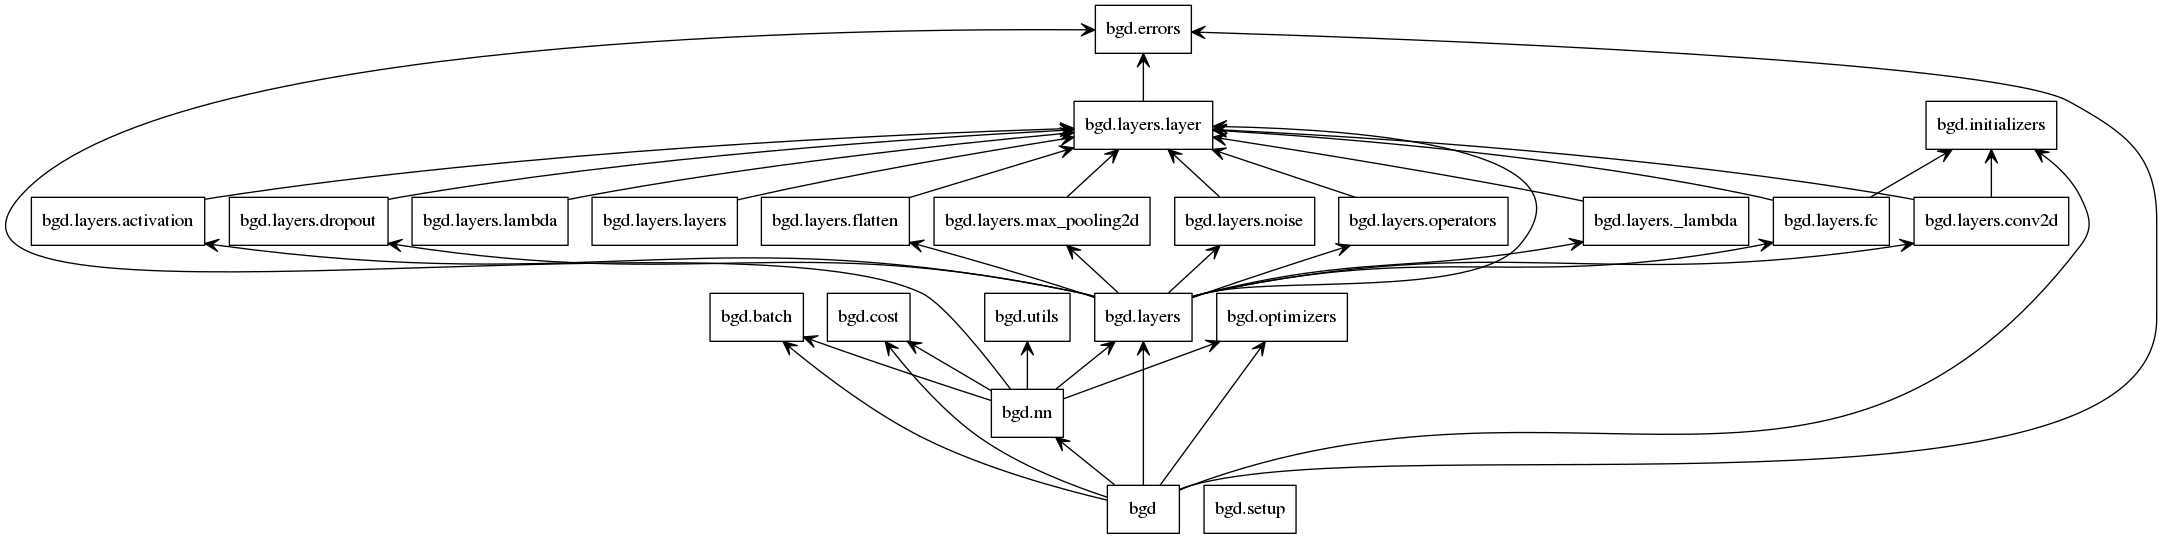 bgd.errors
bgd.layers.layer
bgd.initializers
bgd.layers.activation
bgd.layers.dropout
bgd.layers.lambda
bgd.layers.layers
bgd.layers.flatten
bgd.layers.max_pooling2d
bgd.layers.noise
bgd.layers.operators
bgd.layers._lambda
bgd.layers.fc
bgd.layers.conv2d
bgd.batch
bgd.cost
bgd.utils
bgd.layers
bgd.optimizers
bgd.nn
bgd
bgd.setup